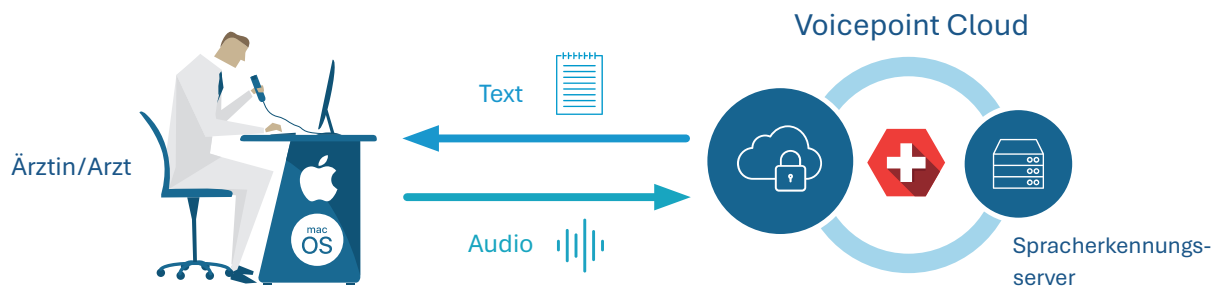 Voicepoint Cloud
Text
Ärztin/Arzt
mac
OS
Audio
Spracherkennungs-
server